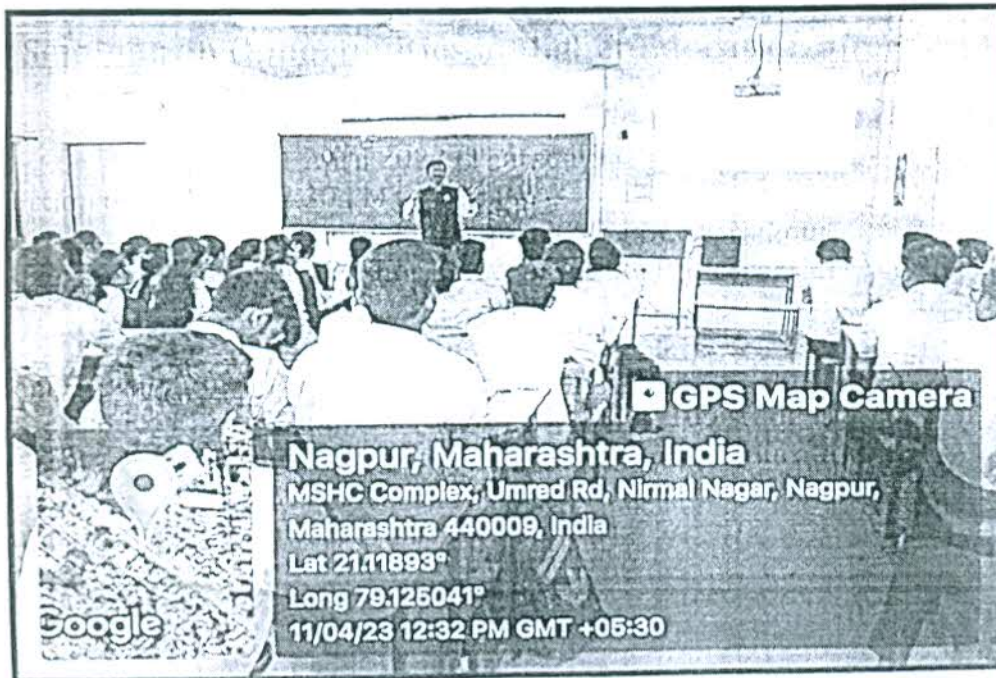 GPS Map Camera
Nagpur, Maharashtra, India
MSHC Complex, Umred Rd, Nirmal Nagar, Nagpur,
Maharashtra 440009, India
Lat 21.11893°
Long 79.125041°
11/04/23 12:32 PM GMT +05:30
Google